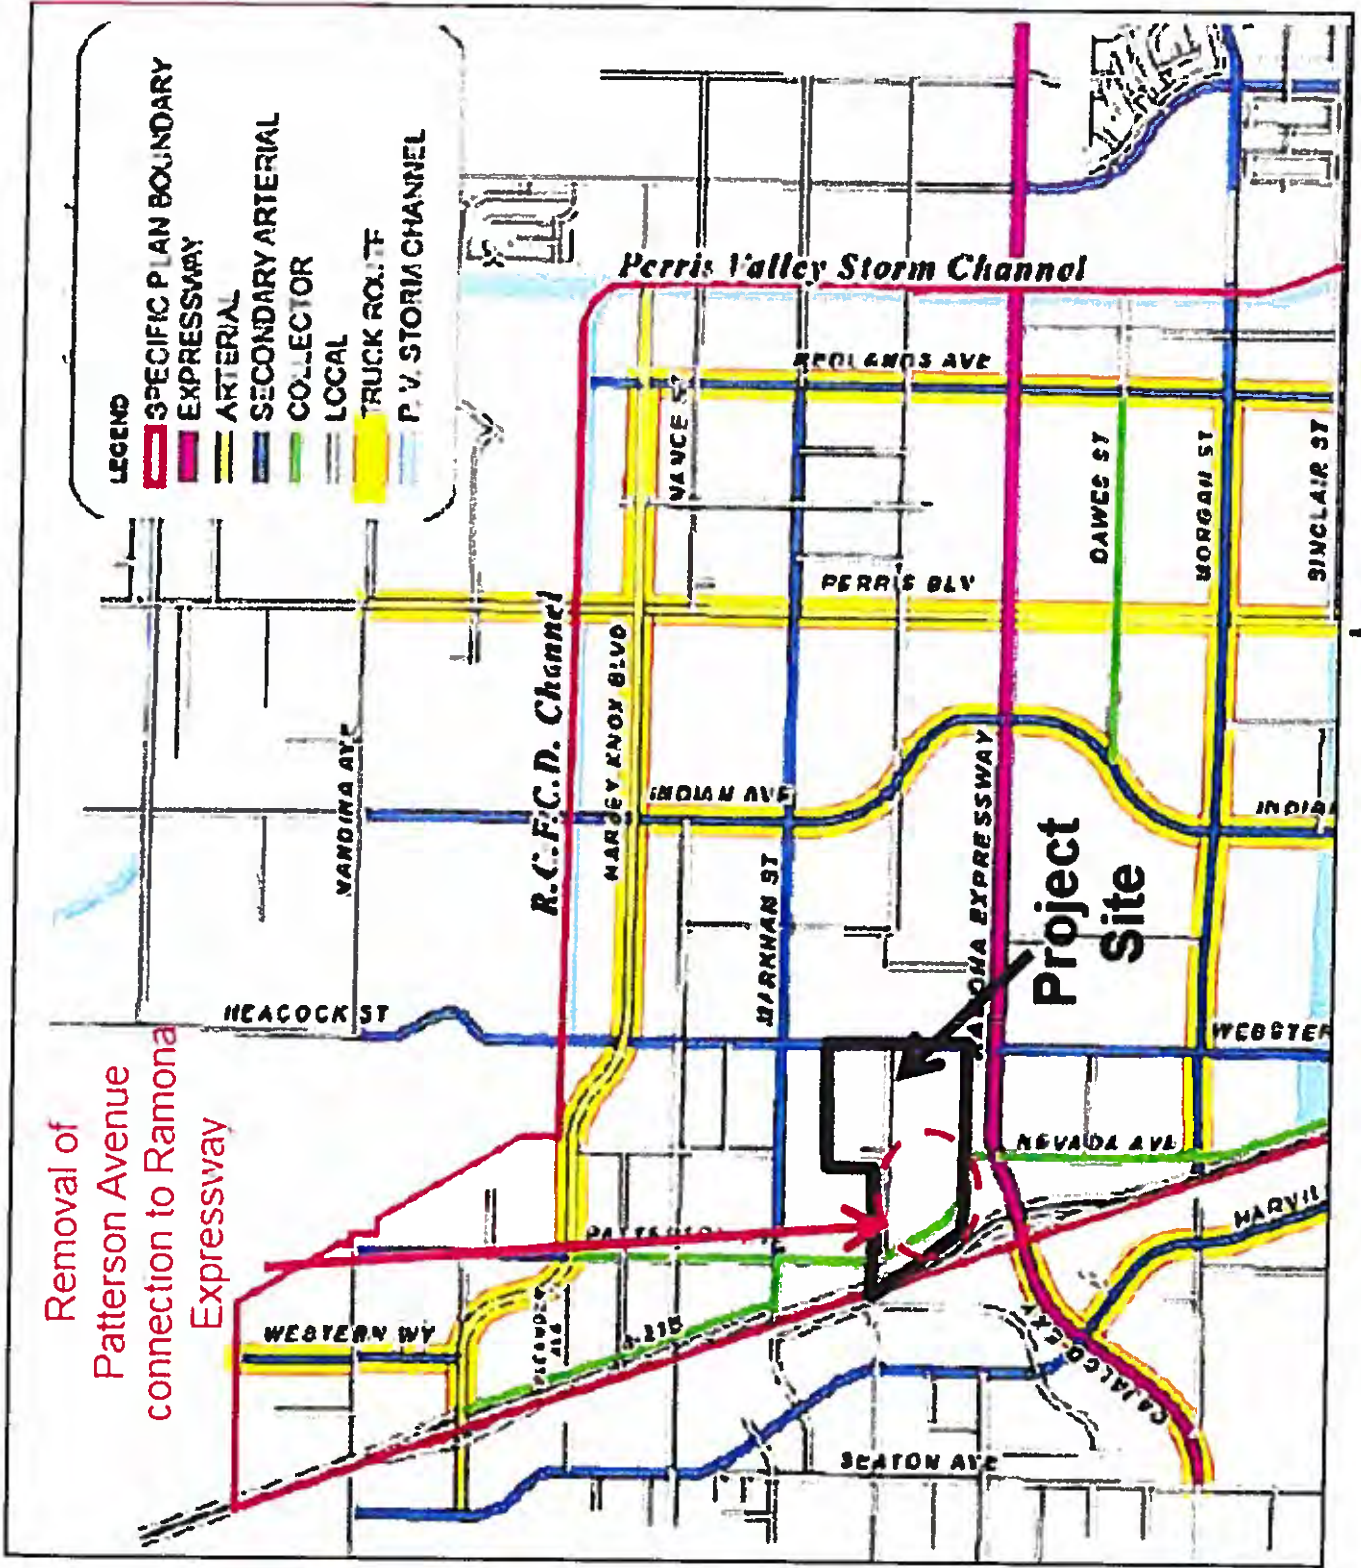 LEGEND
SPECIFIC PLAN BOUNDARY
EXPRESSWAY
ARTERIAL
SECONDARY ARTERIAL
COLLECTOR
LOCAL
TRUCK ROUTE
P. V. STORM CHANNEL
Removal of
Patterson Avenue
connection to Ramona
Expressway
HEACOCK ST
NANDINA AVE
R.C.F.C.D. Channel
Perris Valley Storm Channel
HARLEY KNOX BLVD
NANCE ST
REDLANDS AVE
PERRIS BLV
INDIAN AVE
MARKHAM ST
WESTERN WY
I-215
RAMONA EXPRESSWAY
Project
Site
DAWES ST
MORGAN ST
SINCLAIR ST
WEBSTER
NEVADA AVE
CAJALCO EXY
SEATON AVE